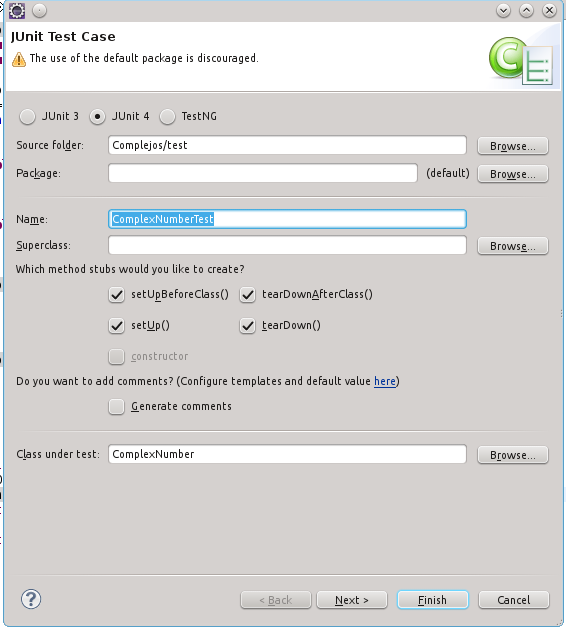 JUnit Test Case
The use of the default package is discouraged.
JUnit 3 JUnit 4 TestNG
Source folder: Complejos/test Browse...
Package: (default) Browse...
Name: ComplexNumberTest
Superclass: Browse...
Which method stubs would you like to create?
setUpBeforeClass() tearDownAfterClass()
setUp() tearDown()
constructor
Do you want to add comments? (Configure templates and default value here)
Generate comments
Class under test: ComplexNumber Browse...
? < Back Next > Finish Cancel